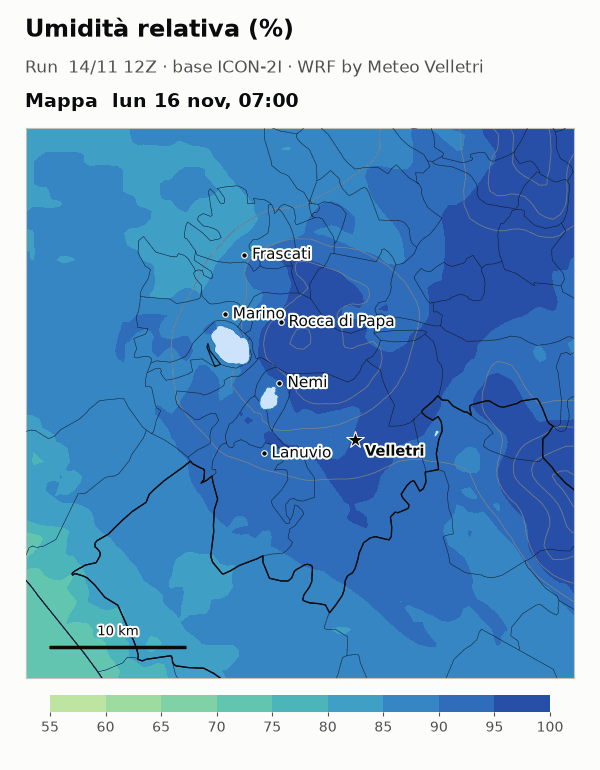 Umidità relativa (%)
Run  14/11 12Z · base ICON-2I · WRF by Meteo Velletri
Mappa  lun 16 nov, 07:00
Frascati
Marino
Rocca di Papa
Nemi
Velletri
Lanuvio
10 km
55 60 65 70 75 80 85 90 95 100